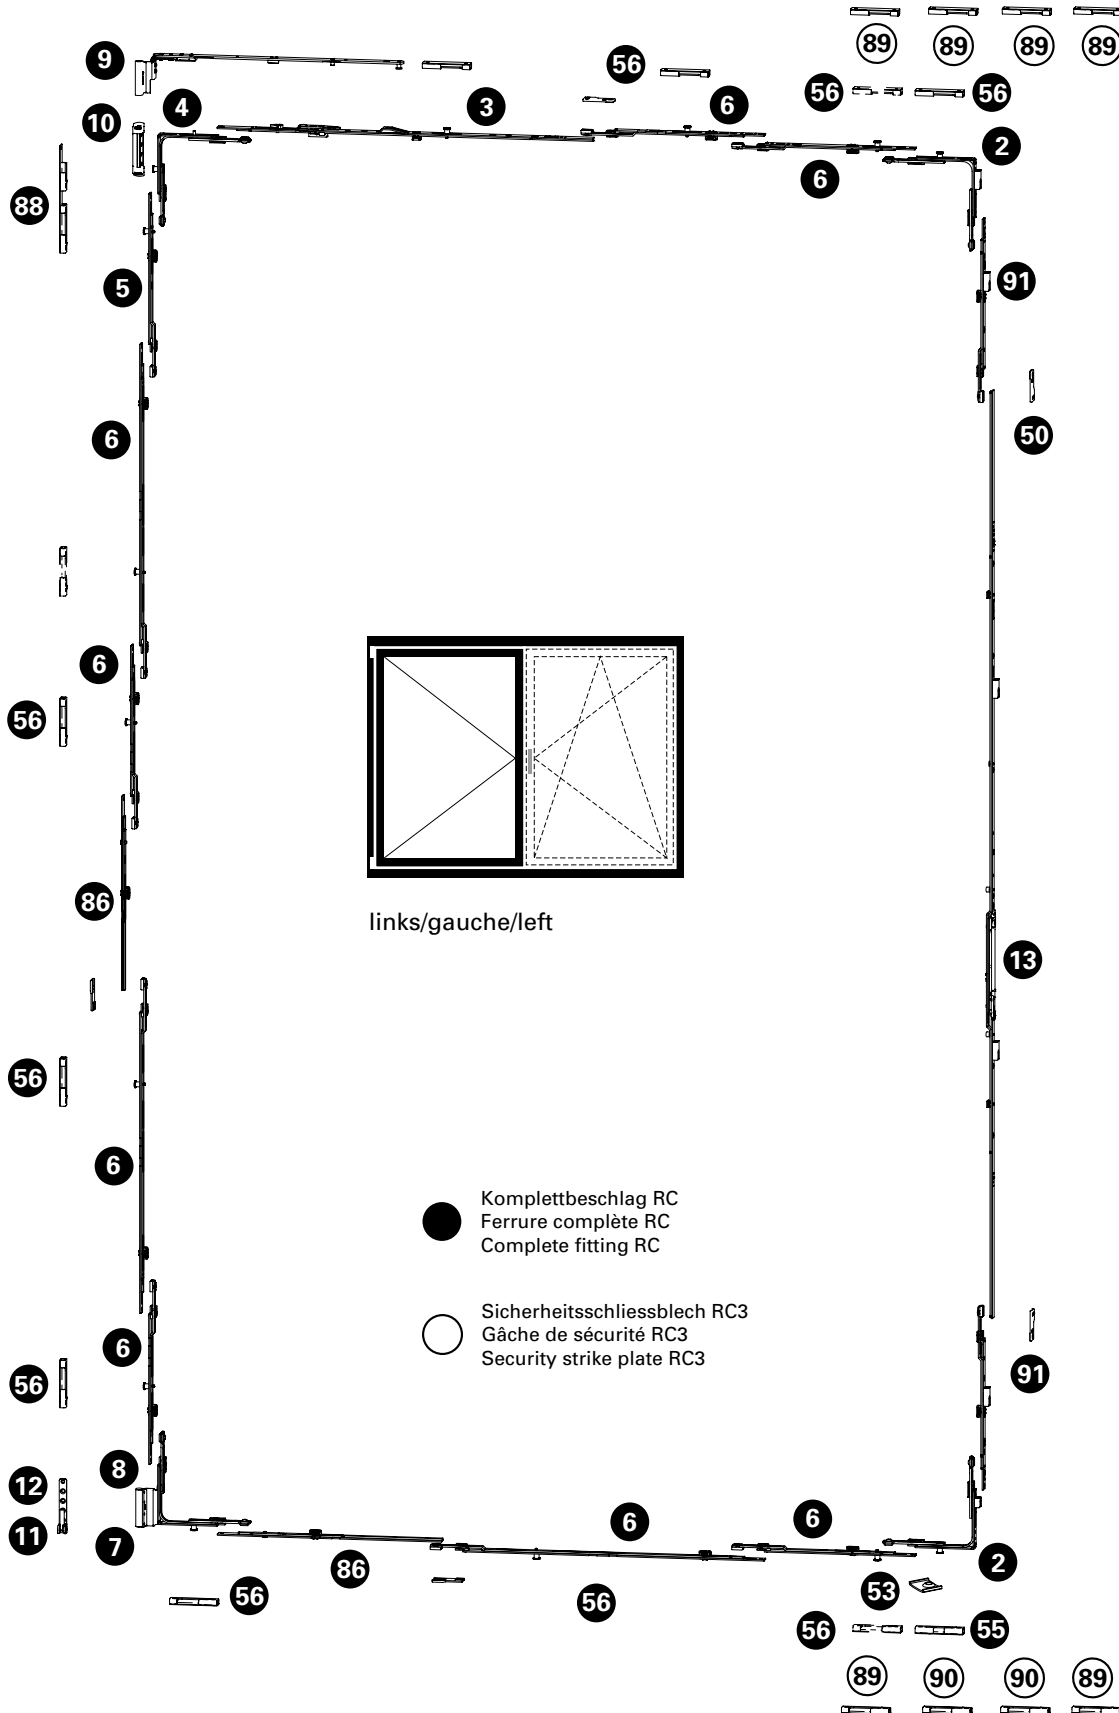 89 89 89 89
9 56
56 56
4 3 6
10 2
6
88
5 91
6 50
6
56
86
links/gauche/left
13
56
6
Komplettbeschlag RC
Ferrure complète RC
Complete fitting RC
Sicherheitsschliessblech RC3
Gâche de sécurité RC3
Security strike plate RC3
6
91
56
8
12
11 7
6 6
2
86
53
56 56
56 55
89 90 90 89